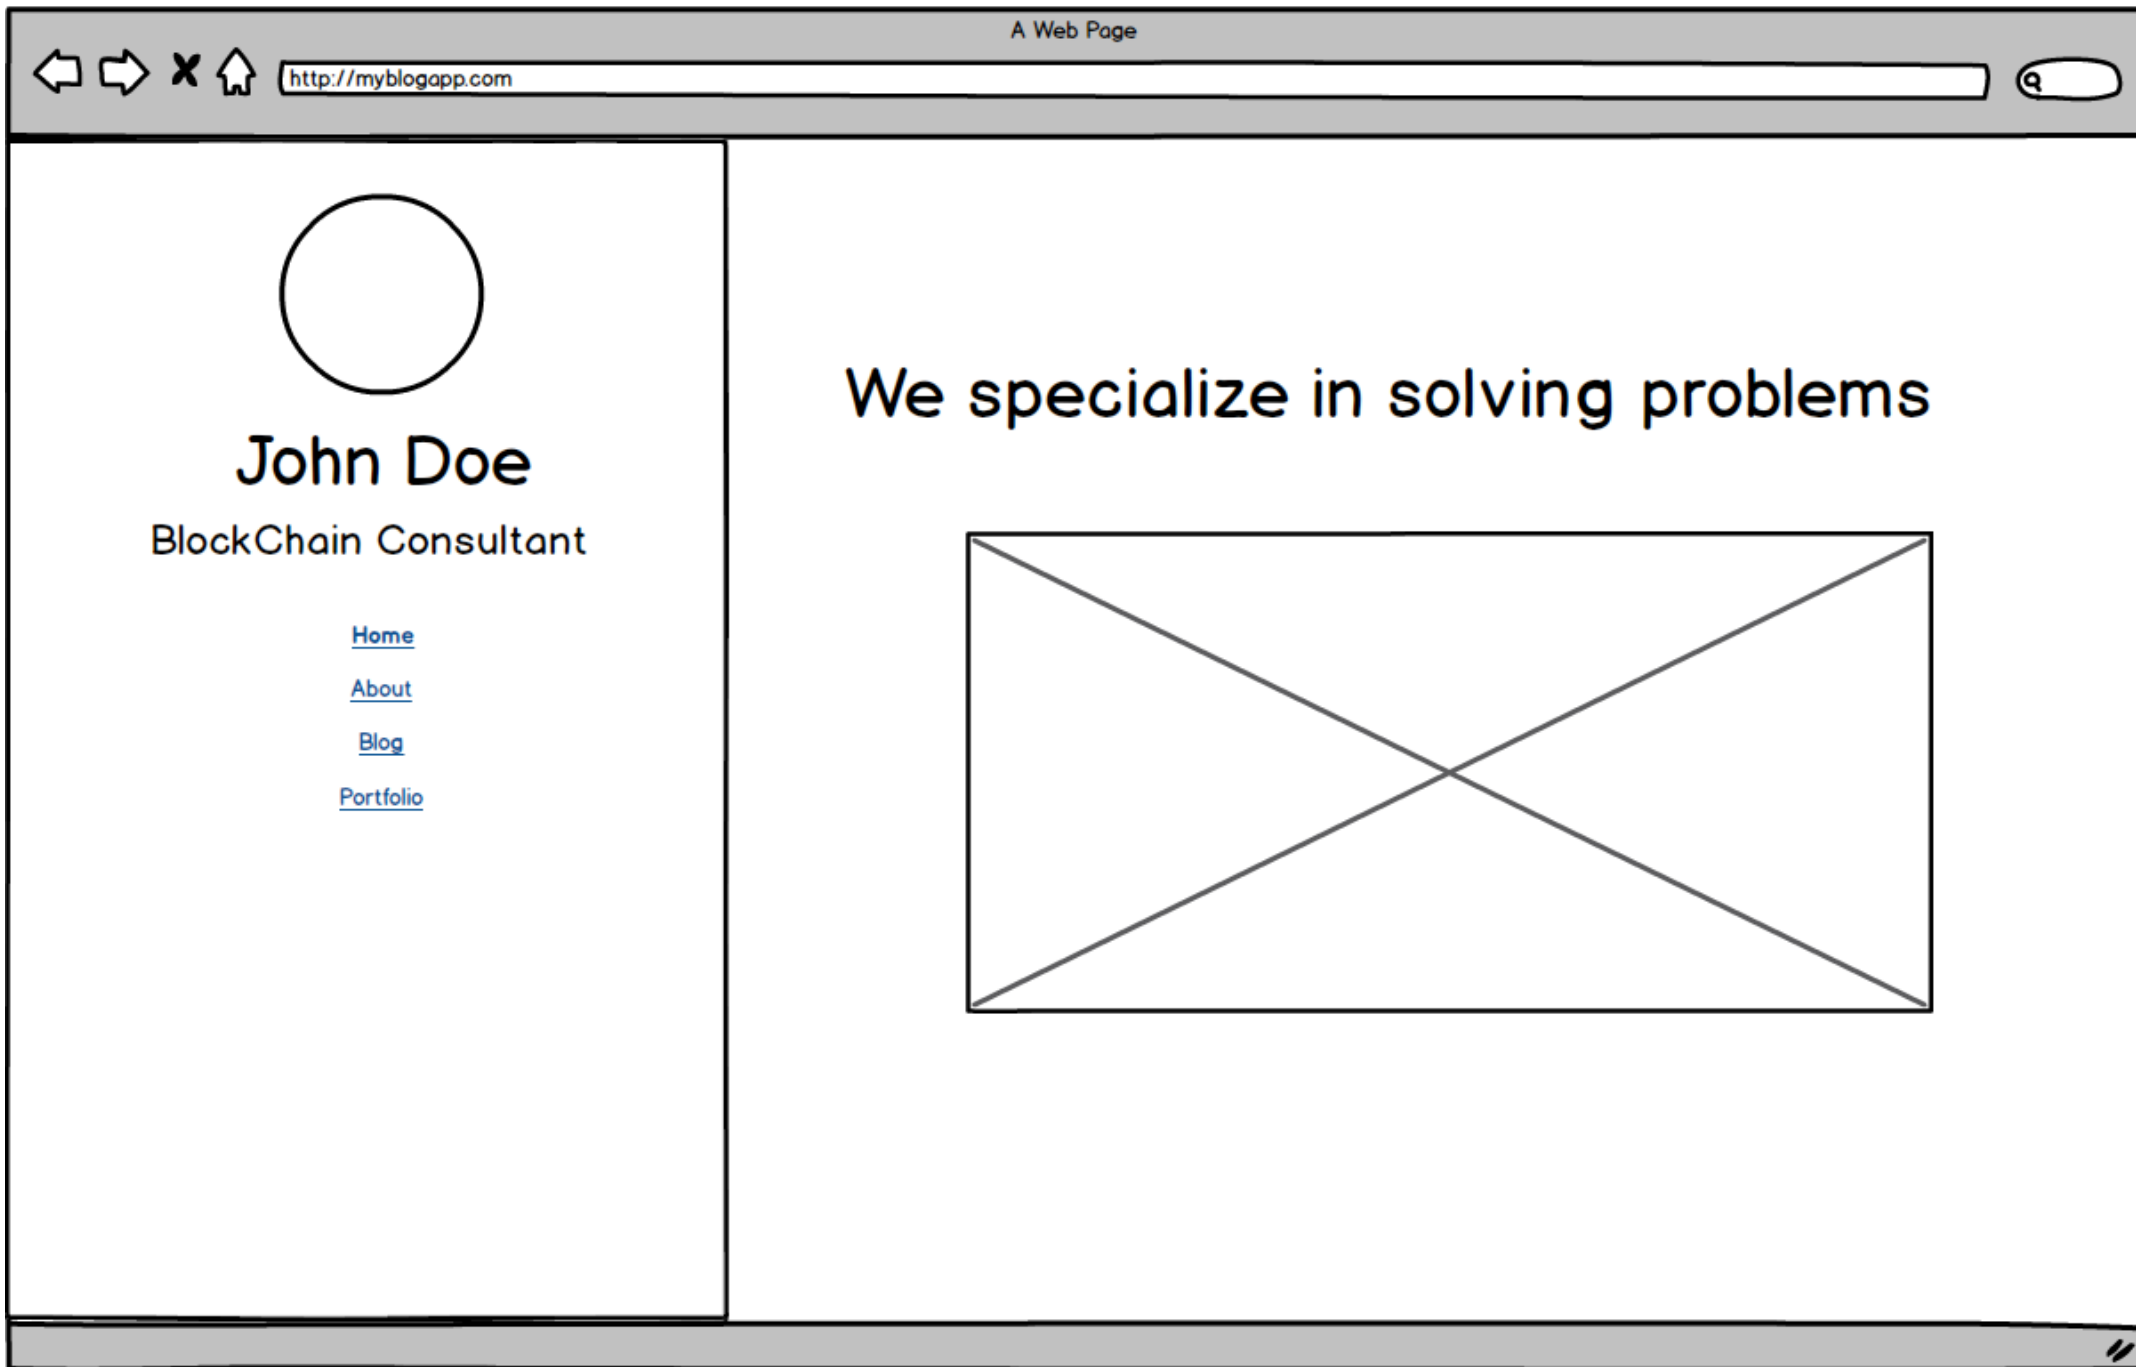 A Web Page
http://myblogapp.com
John Doe
BlockChain Consultant
Home
About
Blog
Portfolio
We specialize in solving problems